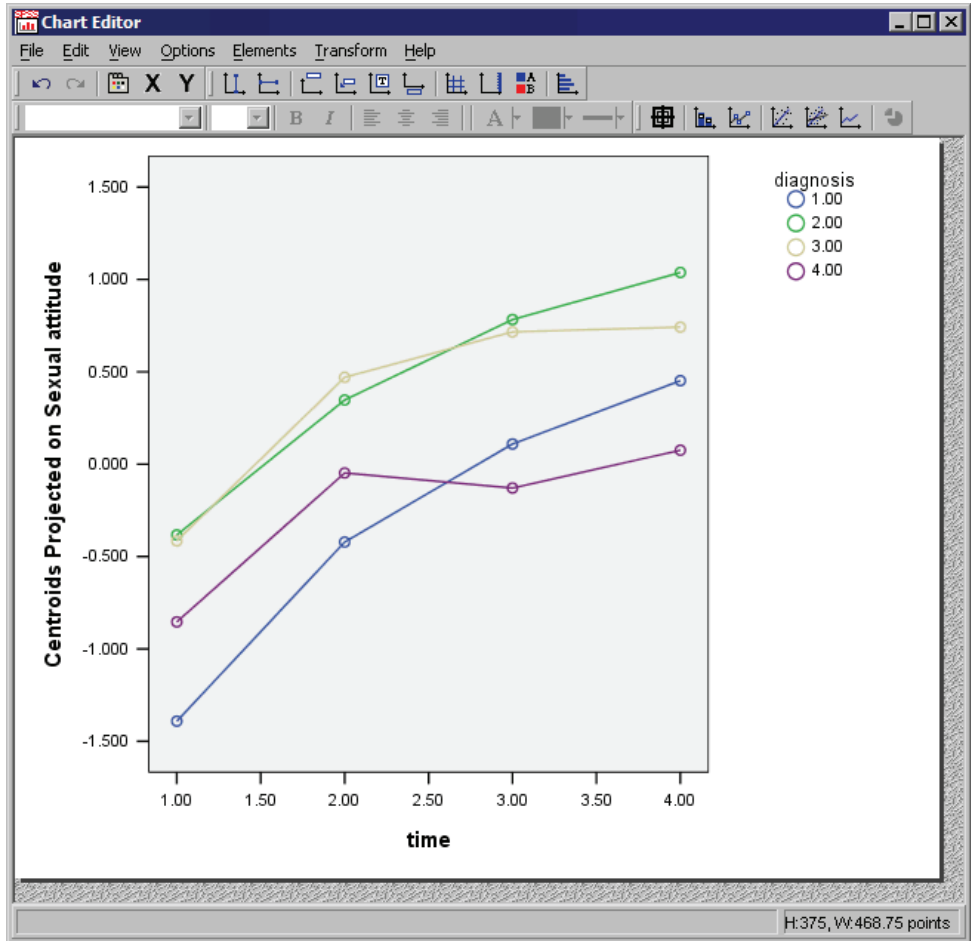 Chart Editor
File Edit View Options Elements Transform Help
X Y
T
A
B
B I A
diagnosis
1.00
2.00
3.00
4.00
Centroids Projected on Sexual attitude
1.500
1.000
0.500
0.000
-0.500
-1.000
-1.500
1.00 1.50 2.00 2.50 3.00 3.50 4.00
time
H:375, W:468.75 points